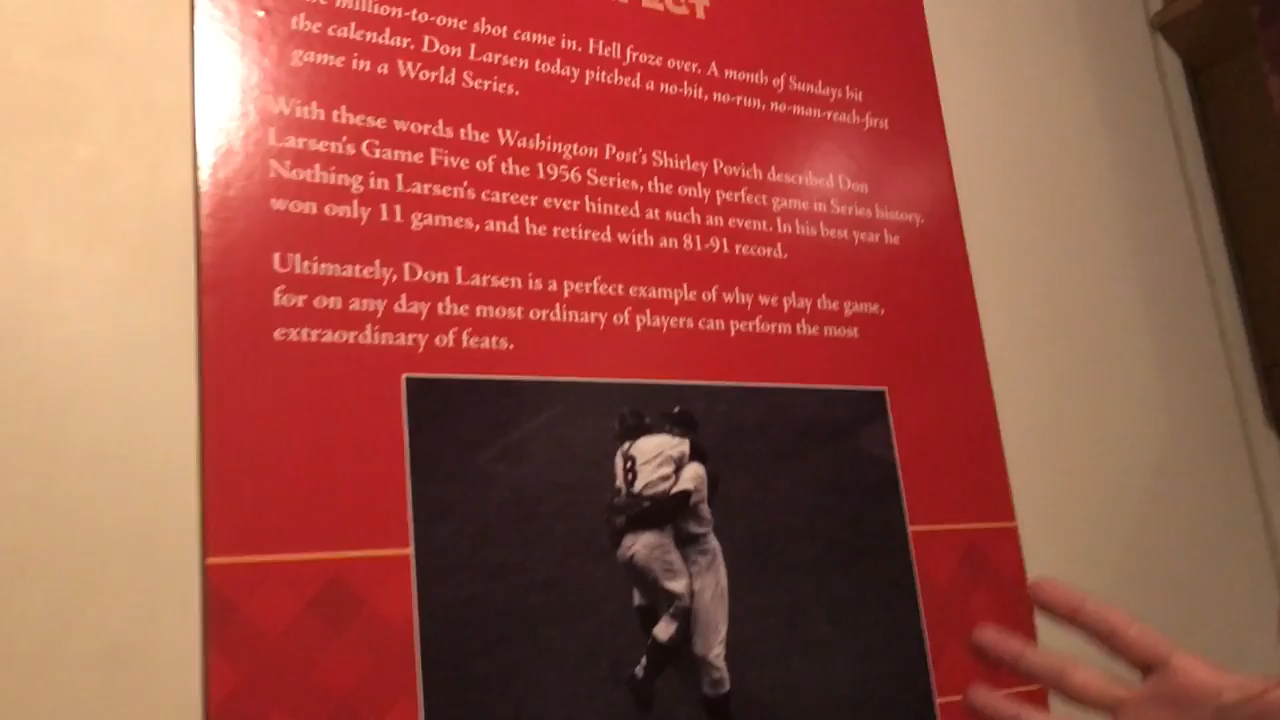 million-to-one shot came in. Hell froze over. A month of Sundays hit
the calendar. Don Larsen today pitched a no-hit, no-run, no-man-reach-first
game in a World Series.
With these words the Washington Post's Shirley Povich described Don
Larsen's Game Five of the 1956 Series, the only perfect game in Series history.
Nothing in Larsen's career ever hinted at such an event. In his best year he
won only 11 games, and he retired with an 81-91 record.
Ultimately, Don Larsen is a perfect example of why we play the game,
for on any day the most ordinary of players can perform the most
extraordinary of feats.
8